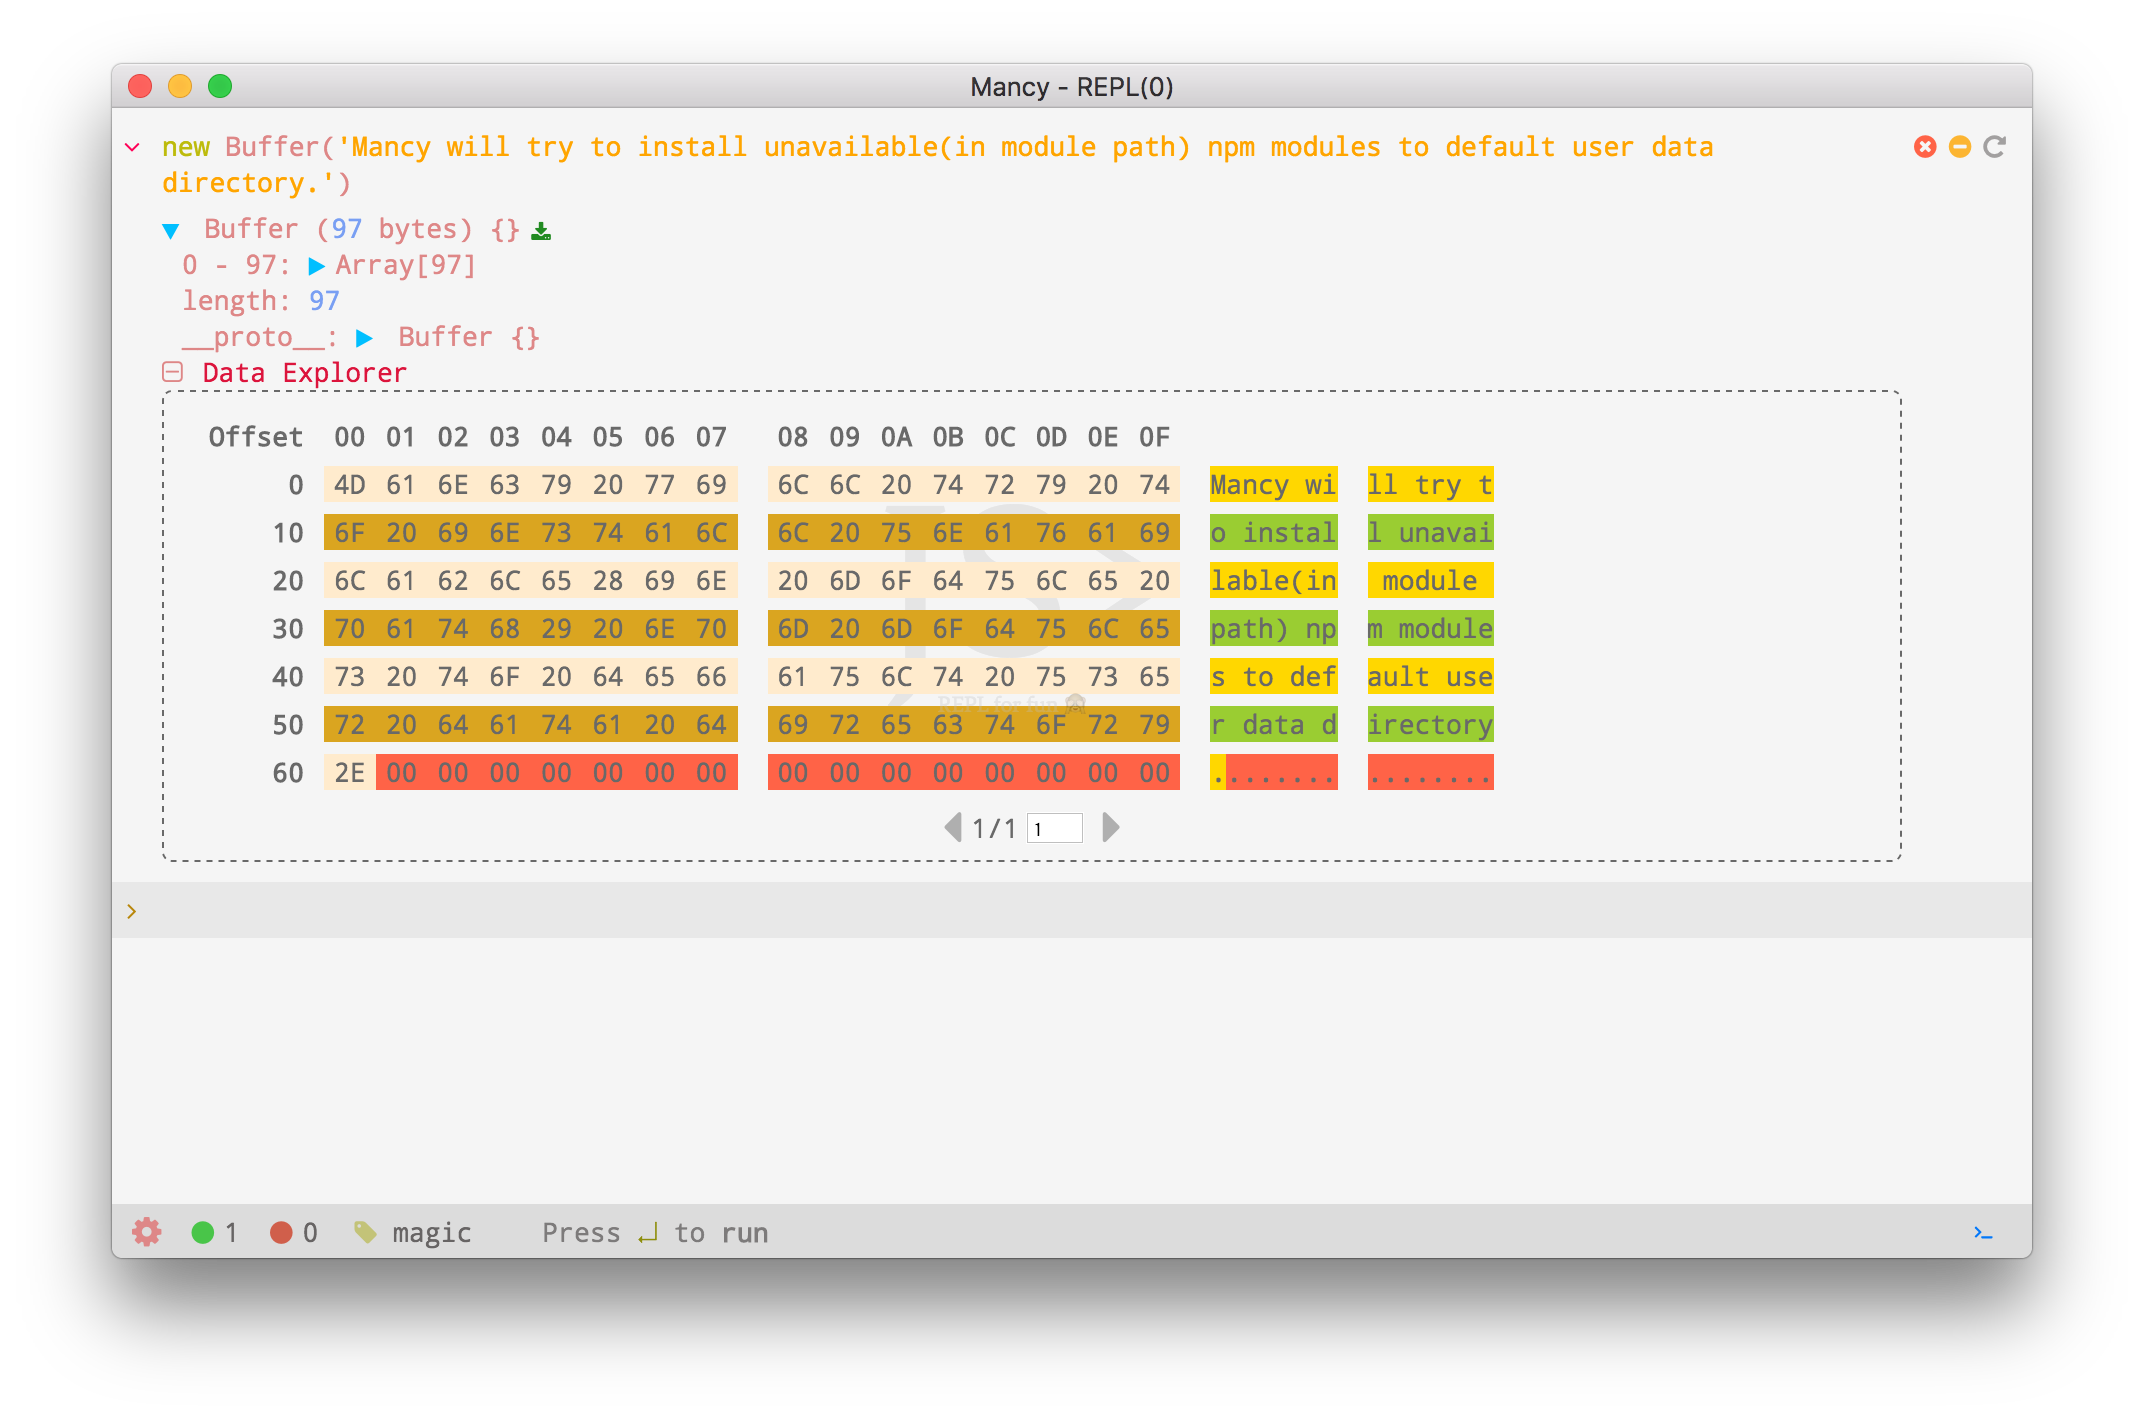 Mancy - REPL(0)
new Buffer('Mancy will try to install unavailable(in module path) npm modules to default user data
directory.')
Buffer (97 bytes) {}
0 - 97: Array[97]
length: 97
__proto__: Buffer {}
Data Explorer
Offset 00 01 02 03 04 05 06 07 08 09 0A 0B 0C 0D 0E 0F
0 4D 61 6E 63 79 20 77 69 6C 6C 20 74 72 79 20 74 Mancy wi ll try t
10 6F 20 69 6E 73 74 61 6C 6C 20 75 6E 61 76 61 69 o instal l unavai
20 6C 61 62 6C 65 28 69 6E 20 6D 6F 64 75 6C 65 20 lable(in module
30 70 61 74 68 29 20 6E 70 6D 20 6D 6F 64 75 6C 65 path) np m module
40 73 20 74 6F 20 64 65 66 61 75 6C 74 20 75 73 65 s to def ault use
REPL for fun
50 72 20 64 61 74 61 20 64 69 72 65 63 74 6F 72 79 r data d irectory
60 2E 00 00 00 00 00 00 00 00 00 00 00 00 00 00 00 ........ ........
1/1 1
1 0 magic Press ↵ to run